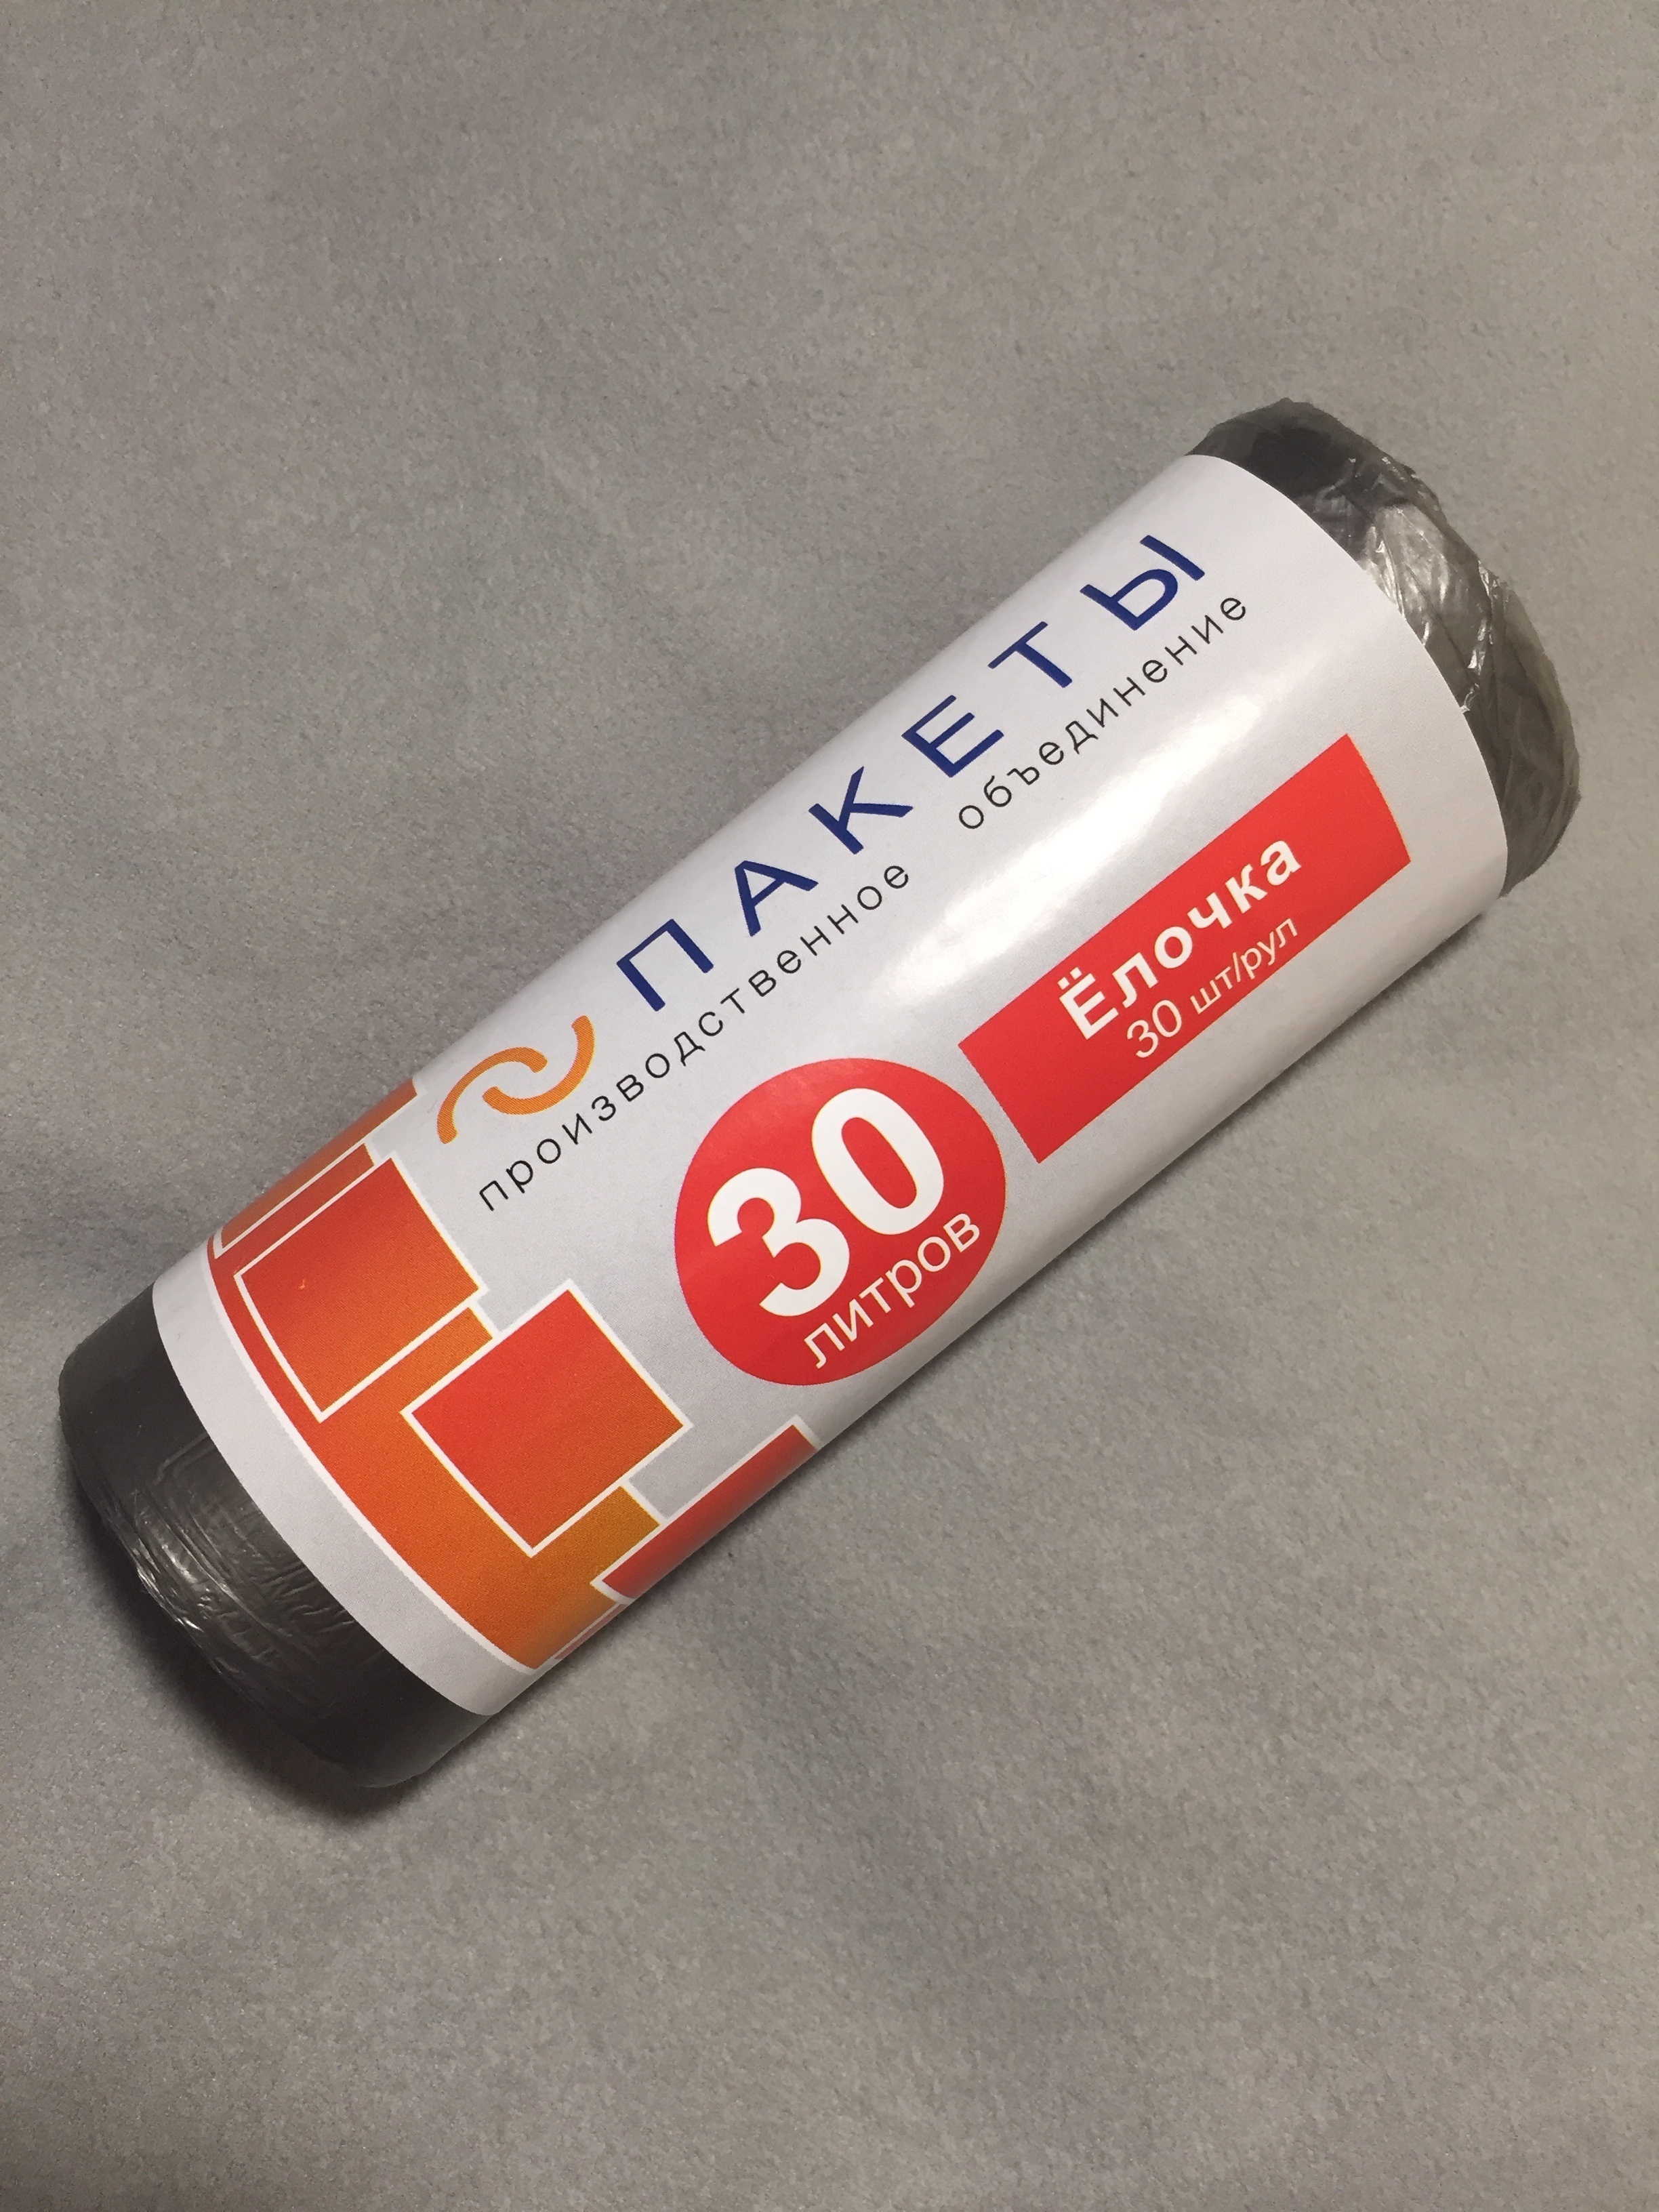 ПАКЕТЫ
производственное объединение
30
литров
Ёлочка
30 шт/рул